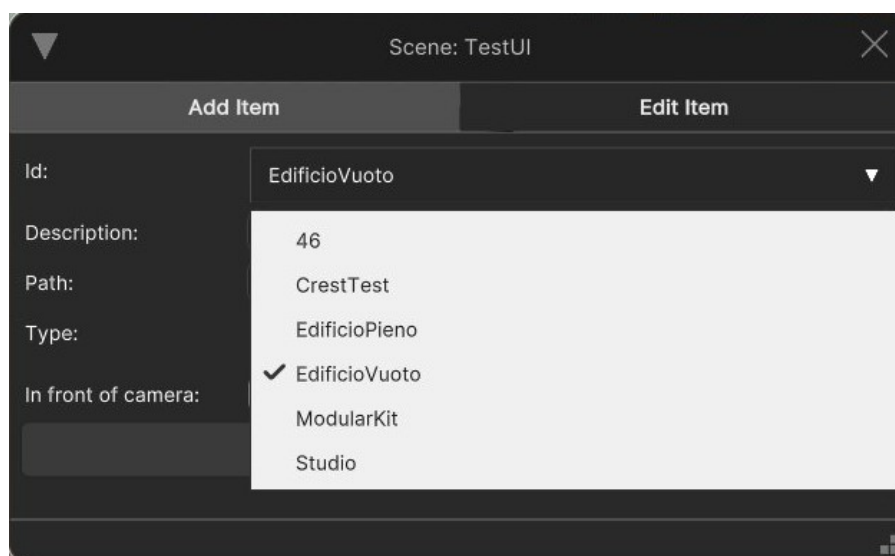 Scene: TestUI
Add Item Edit Item
Id: EdificioVuoto
Description:
46
Path:
CrestTest
Type:
EdificioPieno
EdificioVuoto
In front of camera:
ModularKit
Studio